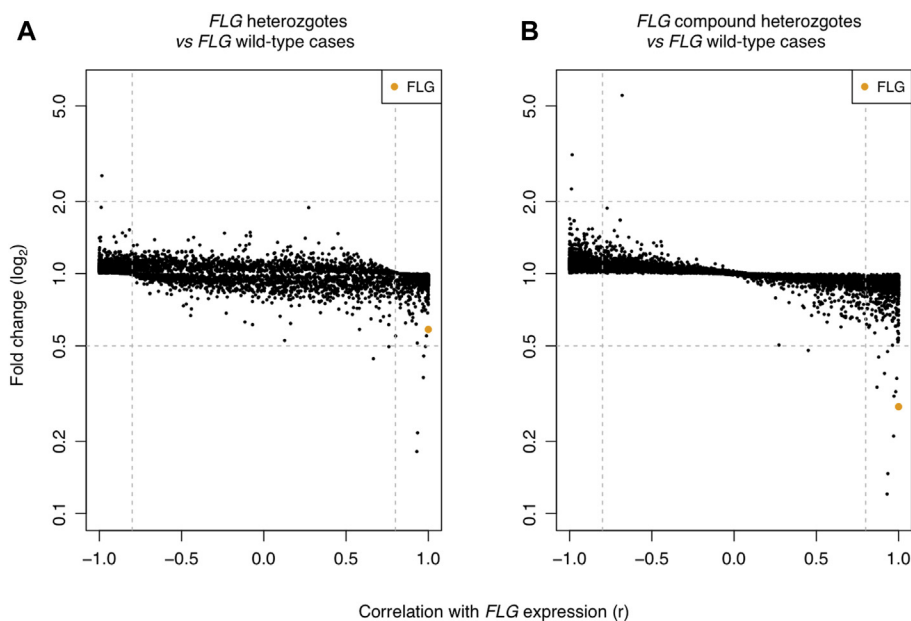 A
FLG heterozgotes
vs FLG wild-type cases
B
FLG compound heterozgotes
vs FLG wild-type cases
FLG
FLG
Fold change (log2)
5.0
2.0
1.0
0.5
0.2
0.1
5.0
2.0
1.0
0.5
0.2
0.1
−1.0 −0.5 0.0 0.5 1.0
−1.0 −0.5 0.0 0.5 1.0
Correlation with FLG expression (r)